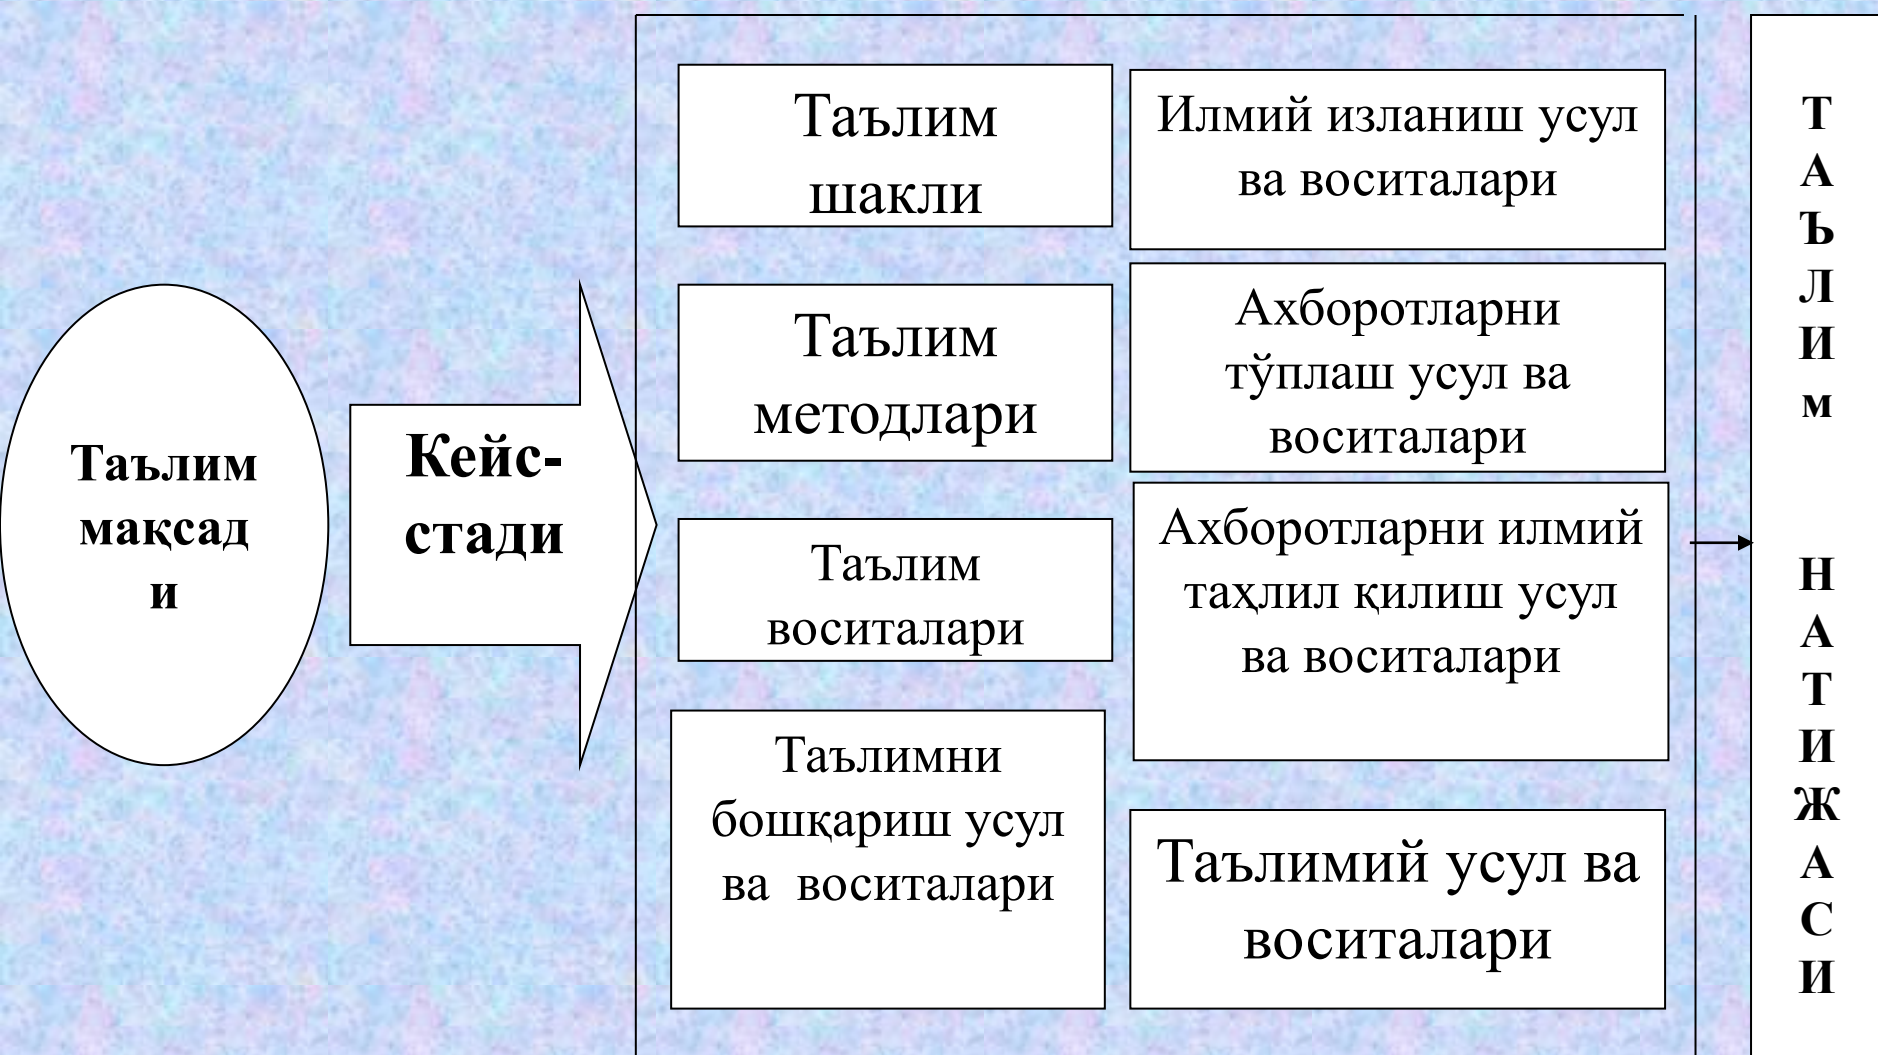 Таълим
мақсад
и
Кейс-
стади
Таълим
шакли
Таълим
методлари
Таълим
воситалари
Таълимни
бошқариш усул
ва воситалари
Илмий изланиш усул
ва воситалари
Ахборотларни
тўплаш усул ва
воситалари
Ахборотларни илмий
таҳлил қилиш усул
ва воситалари
Таълимий усул ва
воситалари
Т
А
Ъ
Л
И
м
Н
А
Т
И
Ж
А
С
И